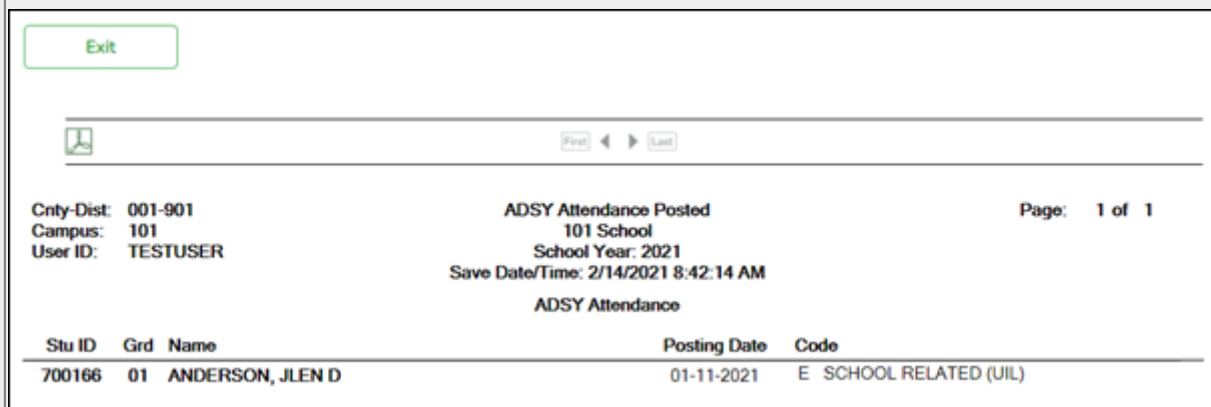 Exit
First Last
Cnty-Dist: 001-901 ADSY Attendance Posted Page: 1 of 1
Campus: 101 101 School
User ID: TESTUSER School Year: 2021
Save Date/Time: 2/14/2021 8:42:14 AM
ADSY Attendance
Stu ID Grd Name Posting Date Code
700166 01 ANDERSON, JLEN D 01-11-2021 E SCHOOL RELATED (UIL)